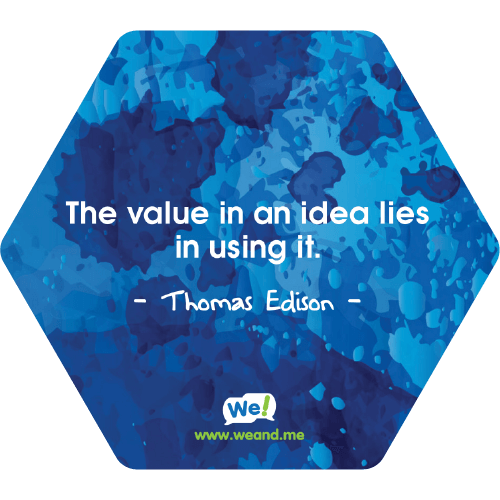 The value in an idea lies
in using it.
- Thomas Edison -
We!
www.weand.me